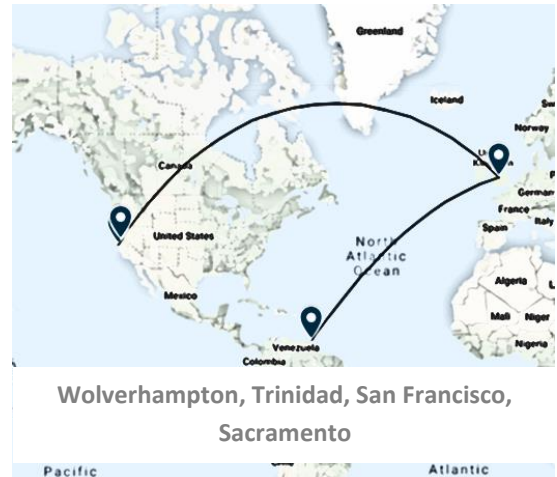 Greenland
Iceland
Norway
Canada
Germany
France
Italy
Spain
United States
North
Atlantic
Ocean
Mexico
Algeria
Mali Niger
Nigeria
Venezuela
Colombia
Wolverhampton, Trinidad, San Francisco,
Sacramento
Pacific
Atlantic